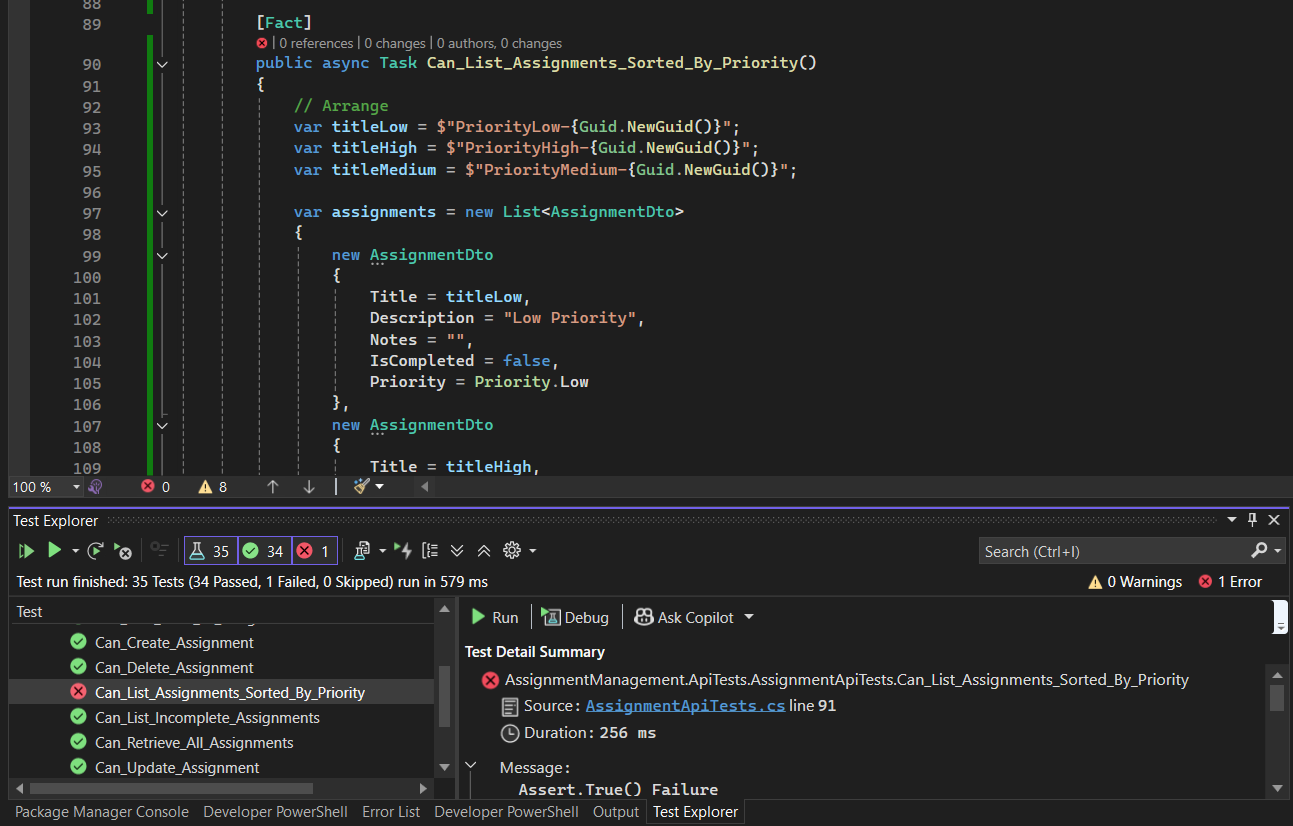 88
89 [Fact]
0 references | 0 changes | 0 authors, 0 changes
90 public async Task Can_List_Assignments_Sorted_By_Priority()
91 {
92 // Arrange
93 var titleLow = $"PriorityLow-{Guid.NewGuid()}";
94 var titleHigh = $"PriorityHigh-{Guid.NewGuid()}";
95 var titleMedium = $"PriorityMedium-{Guid.NewGuid()}";
96
97 var assignments = new List<AssignmentDto>
98 {
99 new AssignmentDto
100 {
101 Title = titleLow,
102 Description = "Low Priority",
103 Notes = "",
104 IsCompleted = false,
105 Priority = Priority.Low
106 },
107 new AssignmentDto
108 {
109 Title = titleHigh,
100 % 0 8
Test Explorer
35 34 1 Search (Ctrl+I)
Test run finished: 35 Tests (34 Passed, 1 Failed, 0 Skipped) run in 579 ms 0 Warnings 1 Error
Test
Can_Create_Assignment
Can_Delete_Assignment
Can_List_Assignments_Sorted_By_Priority
Can_List_Incomplete_Assignments
Can_Retrieve_All_Assignments
Can_Update_Assignment
Run Debug Ask Copilot
Test Detail Summary
AssignmentManagement.ApiTests.AssignmentApiTests.Can_List_Assignments_Sorted_By_Priority
Source: AssignmentApiTests.cs line 91
Duration: 256 ms
Message:
Assert.True() Failure
Package Manager Console Developer PowerShell Error List Developer PowerShell Output Test Explorer